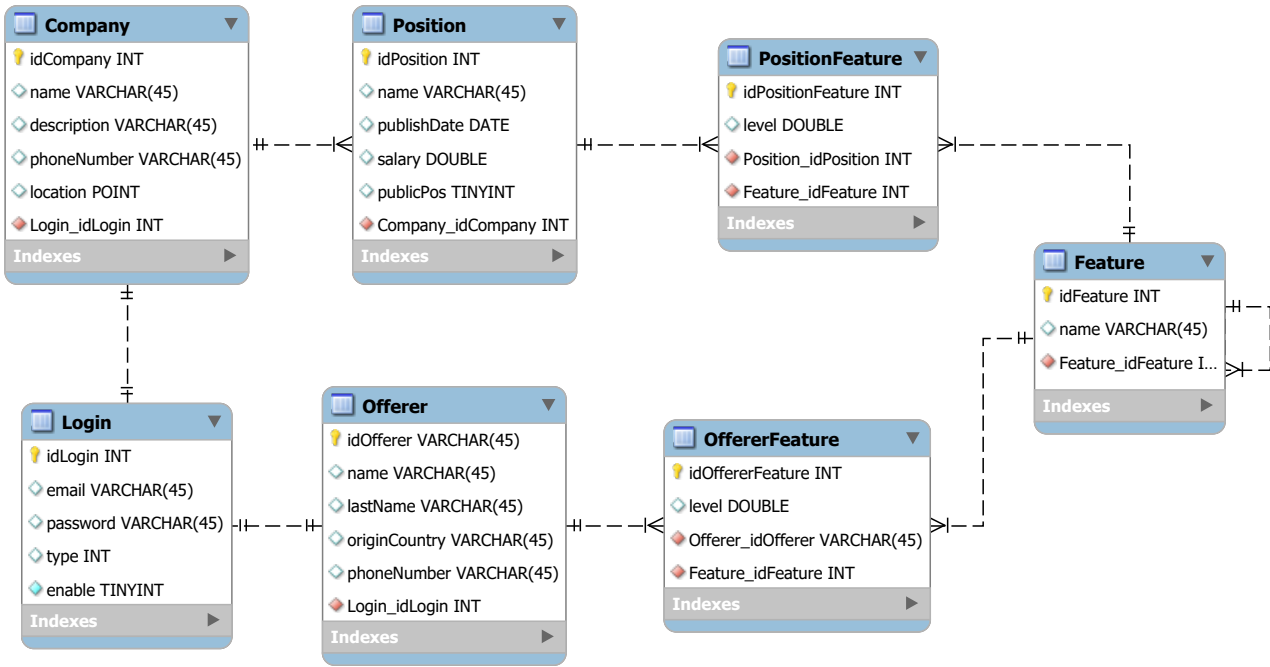 Company
idCompany INT
name VARCHAR(45)
description VARCHAR(45)
phoneNumber VARCHAR(45)
location POINT
Login_idLogin INT
Indexes
Position
idPosition INT
name VARCHAR(45)
publishDate DATE
salary DOUBLE
publicPos TINYINT
Company_idCompany INT
Indexes
PositionFeature
idPositionFeature INT
level DOUBLE
Position_idPosition INT
Feature_idFeature INT
Indexes
Feature
idFeature INT
name VARCHAR(45)
Feature_idFeature I...
Indexes
Login
idLogin INT
email VARCHAR(45)
password VARCHAR(45)
type INT
enable TINYINT
Indexes
Offerer
idOfferer VARCHAR(45)
name VARCHAR(45)
lastName VARCHAR(45)
originCountry VARCHAR(45)
phoneNumber VARCHAR(45)
Login_idLogin INT
Indexes
OffererFeature
idOffererFeature INT
level DOUBLE
Offerer_idOfferer VARCHAR(45)
Feature_idFeature INT
Indexes